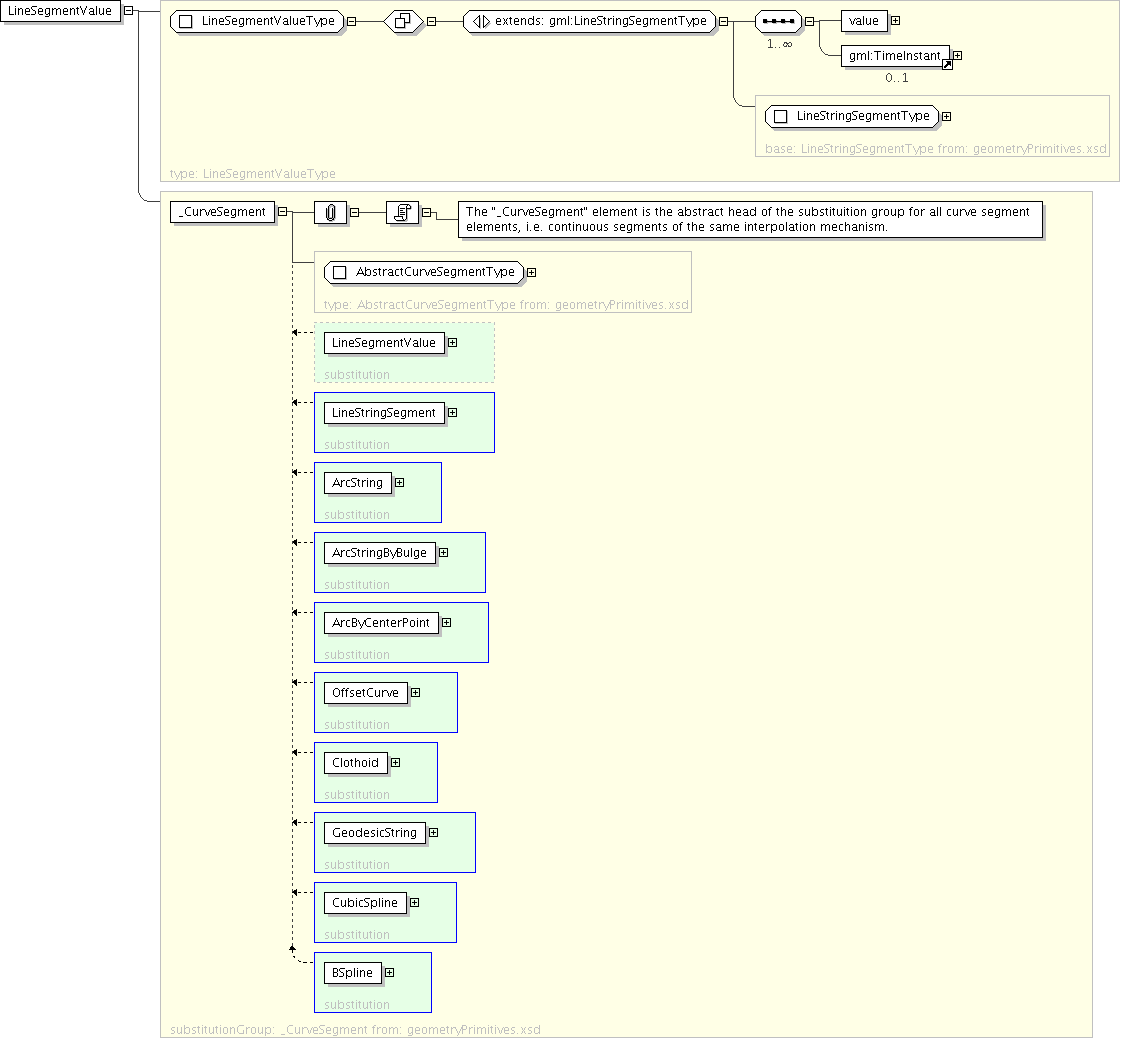 LineSegmentValue
LineSegmentValueType
extends: gml:LineStringSegmentType
1..∞
value
gml:TimeInstant
0..1
LineStringSegmentType
base: LineStringSegmentType from: geometryPrimitives.xsd
type: LineSegmentValueType
_CurveSegment
The "_CurveSegment" element is the abstract head of the substituition group for all curve segment
elements, i.e. continuous segments of the same interpolation mechanism.
AbstractCurveSegmentType
type: AbstractCurveSegmentType from: geometryPrimitives.xsd
LineSegmentValue
substitution
LineStringSegment
substitution
ArcString
substitution
ArcStringByBulge
substitution
ArcByCenterPoint
substitution
OffsetCurve
substitution
Clothoid
substitution
GeodesicString
substitution
CubicSpline
substitution
BSpline
substitution
substitutionGroup: _CurveSegment from: geometryPrimitives.xsd